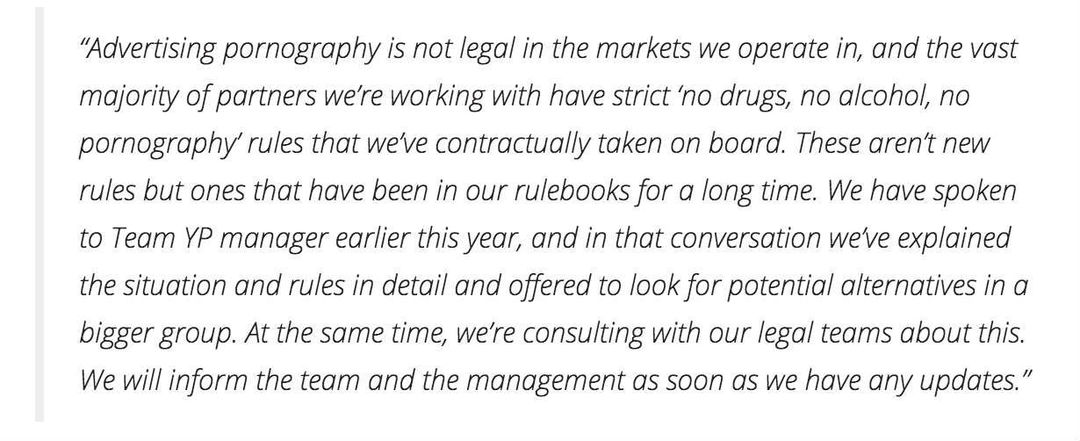 “Advertising pornography is not legal in the markets we operate in, and the vast
majority of partners we’re working with have strict ‘no drugs, no alcohol, no
pornography’ rules that we’ve contractually taken on board. These aren’t new
rules but ones that have been in our rulebooks for a long time. We have spoken
to Team YP manager earlier this year, and in that conversation we’ve explained
the situation and rules in detail and offered to look for potential alternatives in a
bigger group. At the same time, we’re consulting with our legal teams about this.
We will inform the team and the management as soon as we have any updates.”